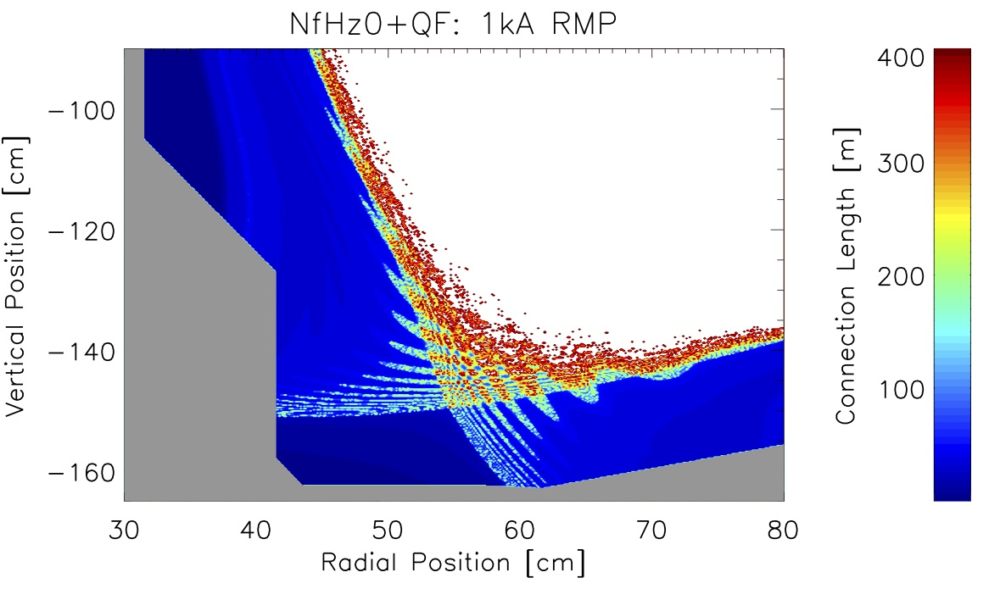 NfHz0+QF: 1kA RMP
400
300
200
100
Connection Length [m]
-100
-120
-140
-160
Vertical Position [cm]
30 40 50 60 70 80
Radial Position [cm]